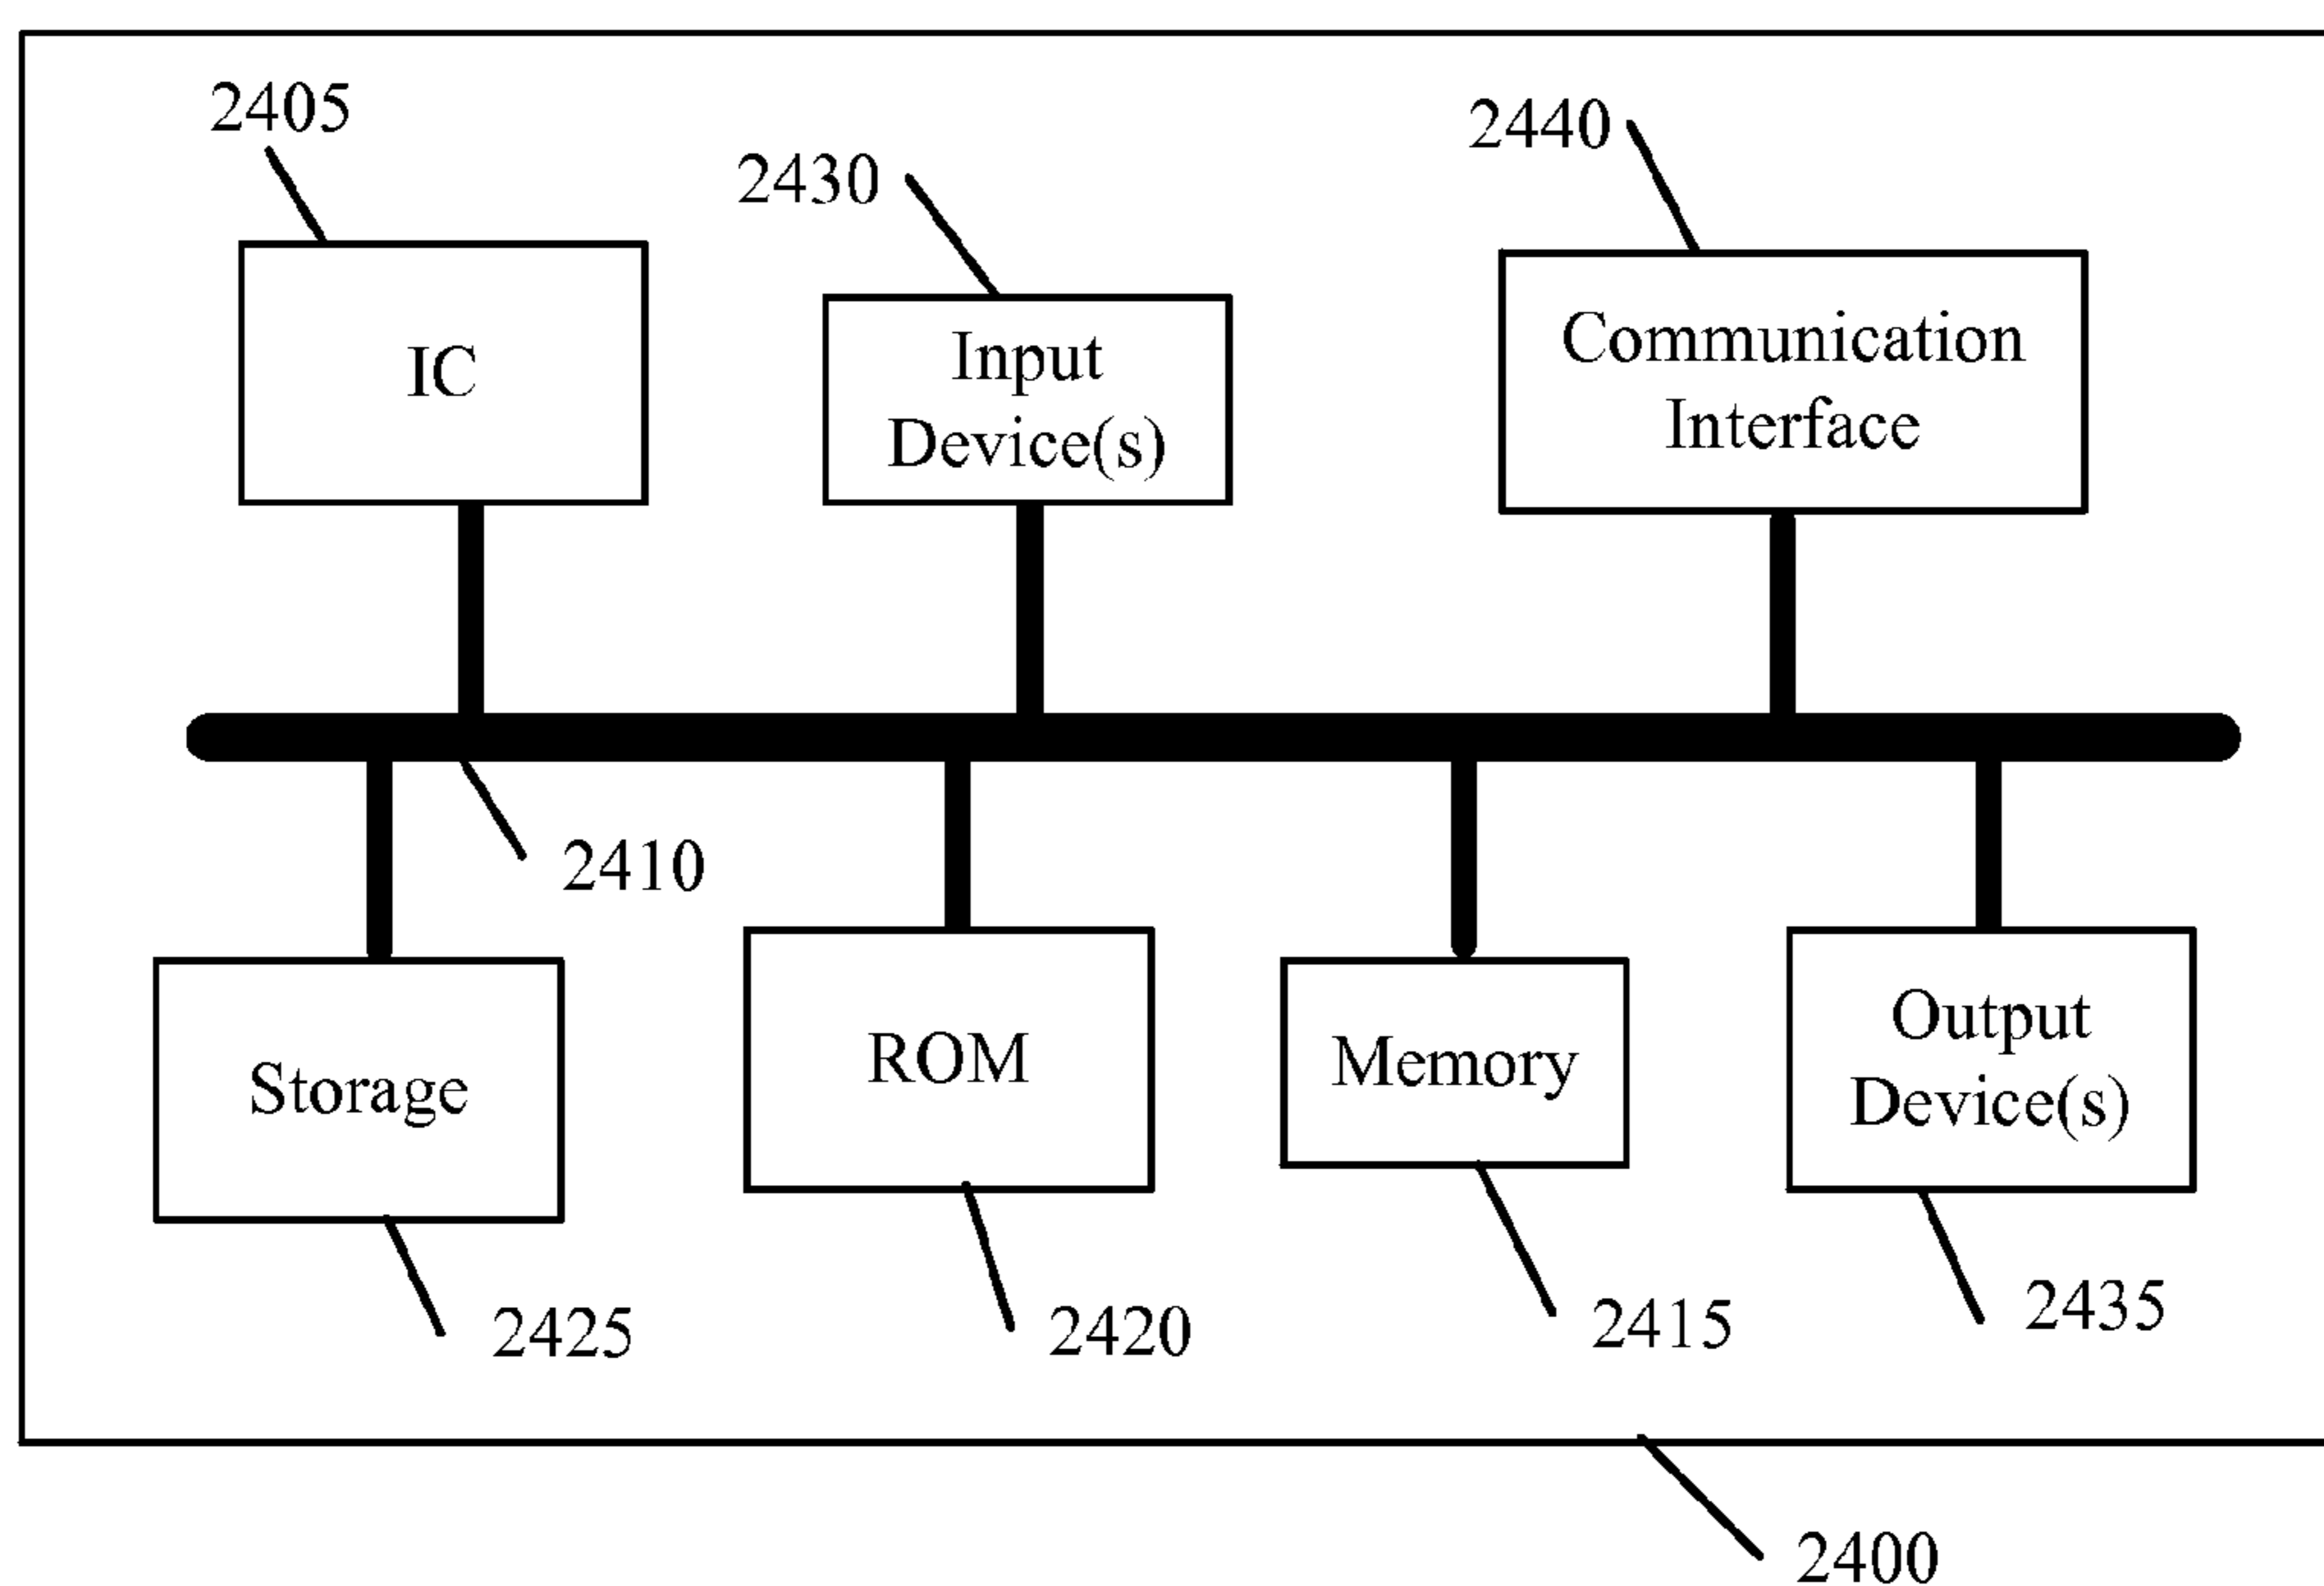 2405
2430
2440
IC
Input
Device(s)
Communication
Interface
2410
Storage
ROM
Memory
Output
Device(s)
2425
2420
2415
2435
2400